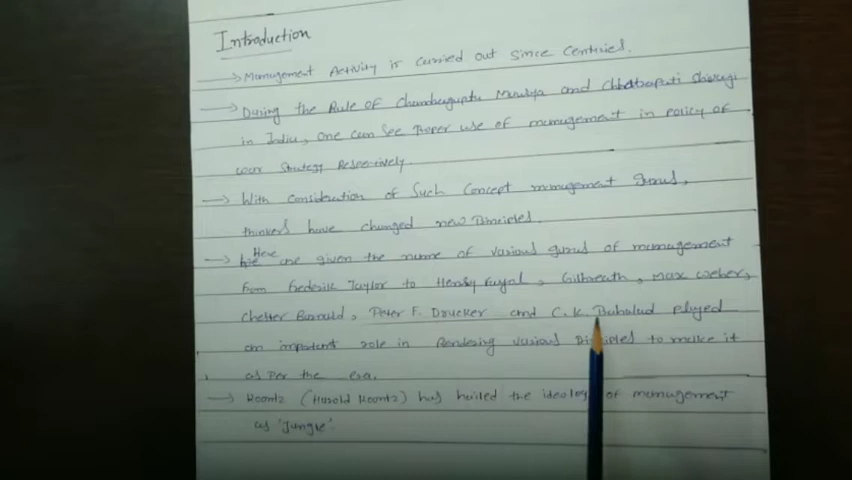 Introduction
→ Management Activity is carried out since centuries.
→ During the Rule of Chandragupta Maurya and Chhatrapati Shivaji
in India, one can see Proper use of management in policy of
war strategy Respectively.
→ With consideration of Such Concept management gurus,
thinkers have changed new Principles.
→ Here are given the name of various gurus of management
from Frederick Taylor to Henry Fayol, Gilbreath, Max Weber,
Chester Barnald, Peter F. Drucker and C.K. Prahalad played
an important role in Rendering various Principles to make it
as Per the era.
→ Koontz (Harold Koontz) has hailed the ideology of management
as 'Jungle'